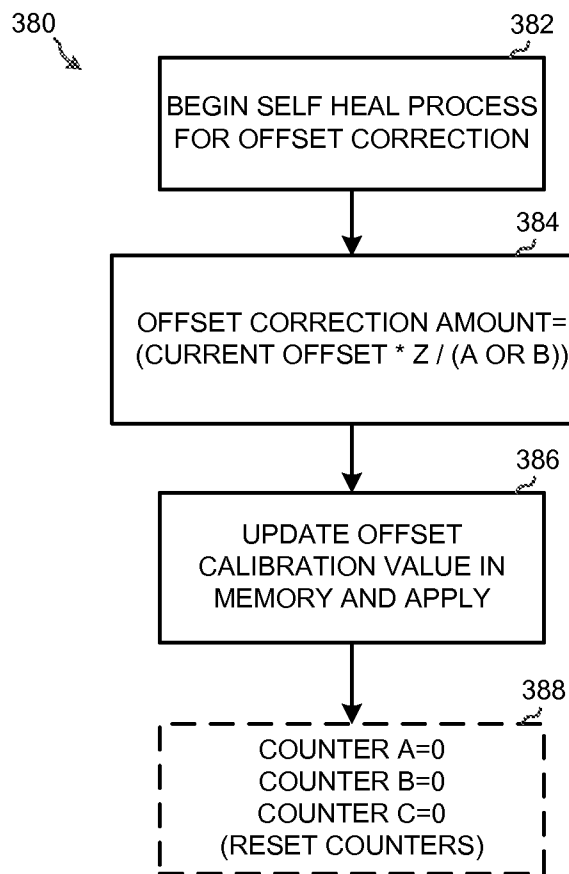 380
382
BEGIN SELF HEAL PROCESS
FOR OFFSET CORRECTION
384
OFFSET CORRECTION AMOUNT=
(CURRENT OFFSET * Z / (A OR B))
386
UPDATE OFFSET
CALIBRATION VALUE IN
MEMORY AND APPLY
388
COUNTER A=0
COUNTER B=0
COUNTER C=0
(RESET COUNTERS)